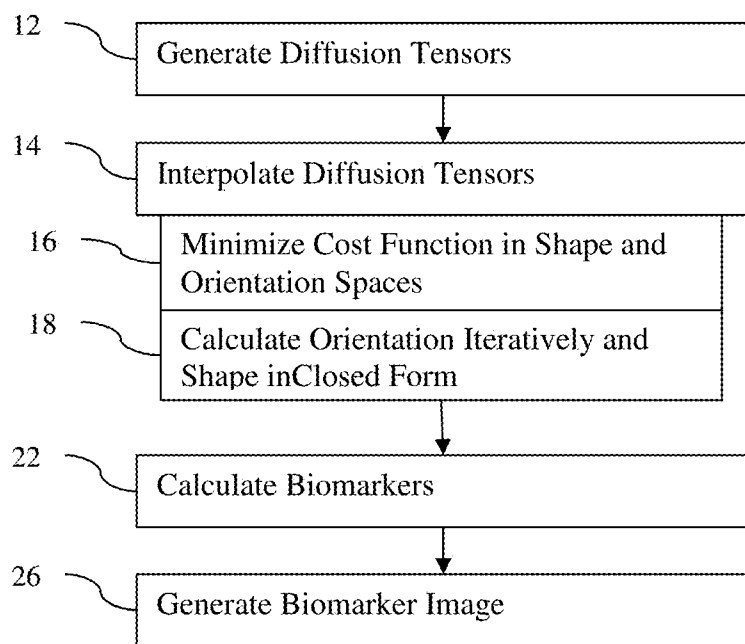 12
Generate Diffusion Tensors
14
Interpolate Diffusion Tensors
16
Minimize Cost Function in Shape and
Orientation Spaces
18
Calculate Orientation Iteratively and
Shape inClosed Form
22
Calculate Biomarkers
26
Generate Biomarker Image